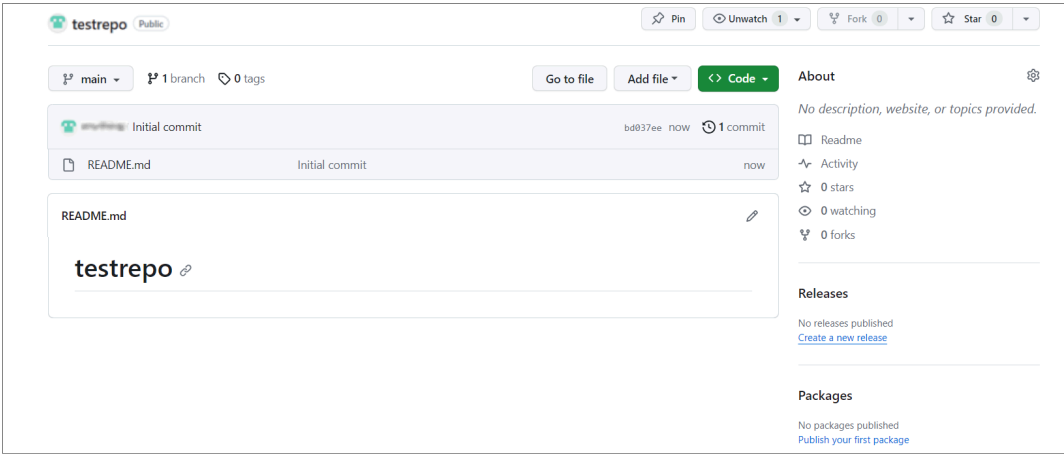 testrepo Public
Pin
Unwatch 1
Fork 0
Star 0
main
1 branch
0 tags
Go to file
Add file
Code
Initial commit
bd037ee now
1 commit
README.md
Initial commit
now
README.md
testrepo
About
No description, website, or topics provided.
Readme
Activity
0 stars
0 watching
0 forks
Releases
No releases published
Create a new release
Packages
No packages published
Publish your first package